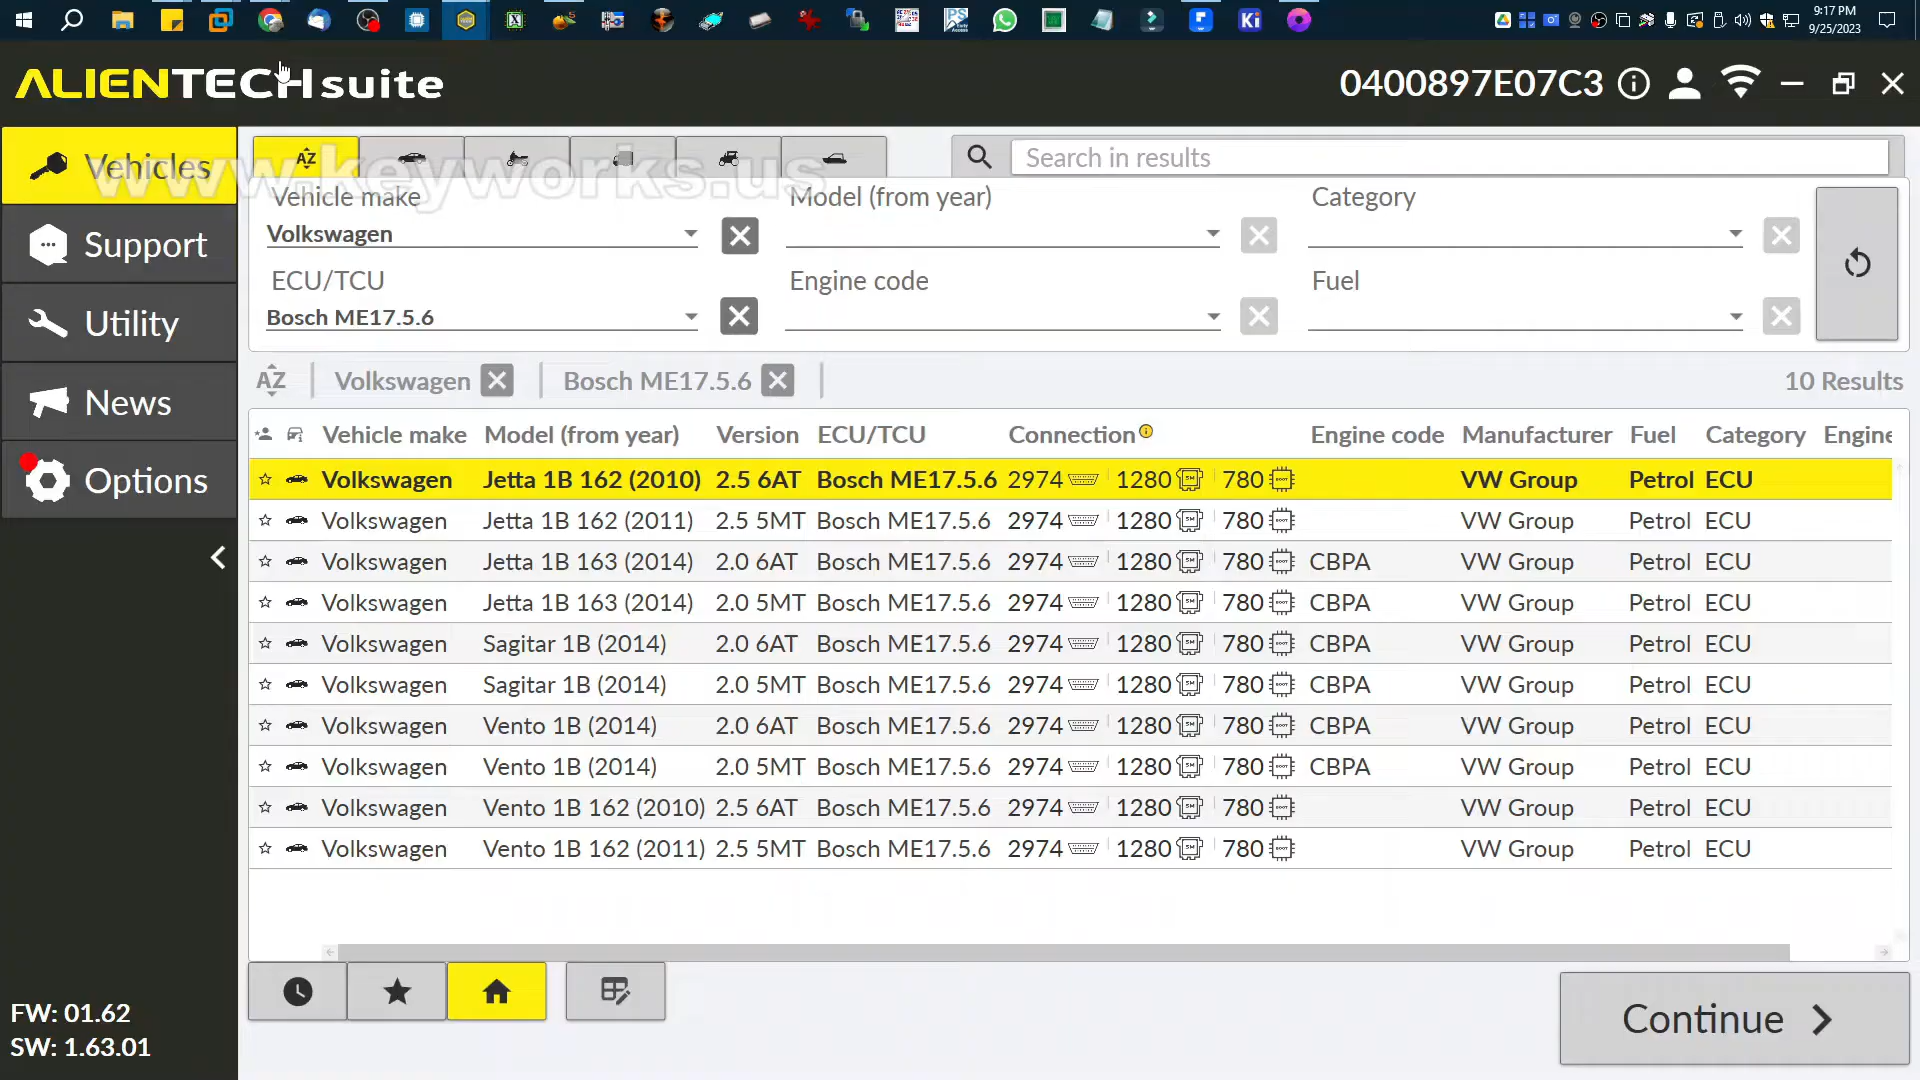 9:17 PM
9/25/2023
ALIENTECHsuite
0400897E07C3
Vehicles
Support
Utility
News
Options
FW: 01.62
SW: 1.63.01
www.keyworks.us
AZ
Search in results
Vehicle make
Model (from year)
Category
Volkswagen
ECU/TCU
Engine code
Fuel
Bosch ME17.5.6
AZ Volkswagen Bosch ME17.5.6 10 Results
Vehicle make Model (from year) Version ECU/TCU Connection Engine code Manufacturer Fuel Category Engine
Volkswagen Jetta 1B 162 (2010) 2.5 6AT Bosch ME17.5.6 2974 1280 780 VW Group Petrol ECU
Volkswagen Jetta 1B 162 (2011) 2.5 5MT Bosch ME17.5.6 2974 1280 780 VW Group Petrol ECU
Volkswagen Jetta 1B 163 (2014) 2.0 6AT Bosch ME17.5.6 2974 1280 780 CBPA VW Group Petrol ECU
Volkswagen Jetta 1B 163 (2014) 2.0 5MT Bosch ME17.5.6 2974 1280 780 CBPA VW Group Petrol ECU
Volkswagen Sagitar 1B (2014) 2.0 6AT Bosch ME17.5.6 2974 1280 780 CBPA VW Group Petrol ECU
Volkswagen Sagitar 1B (2014) 2.0 5MT Bosch ME17.5.6 2974 1280 780 CBPA VW Group Petrol ECU
Volkswagen Vento 1B (2014) 2.0 6AT Bosch ME17.5.6 2974 1280 780 CBPA VW Group Petrol ECU
Volkswagen Vento 1B (2014) 2.0 5MT Bosch ME17.5.6 2974 1280 780 CBPA VW Group Petrol ECU
Volkswagen Vento 1B 162 (2010) 2.5 6AT Bosch ME17.5.6 2974 1280 780 VW Group Petrol ECU
Volkswagen Vento 1B 162 (2011) 2.5 5MT Bosch ME17.5.6 2974 1280 780 VW Group Petrol ECU
Continue